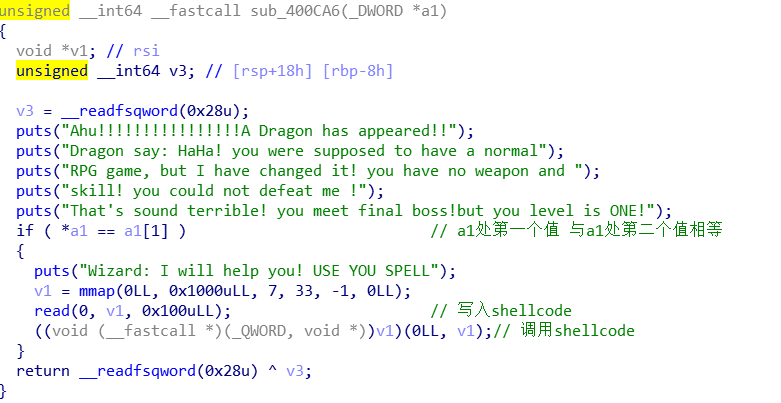 unsigned __int64 __fastcall sub_400CA6(_DWORD *a1)
{
  void *v1; // rsi
  unsigned __int64 v3; // [rsp+18h] [rbp-8h]

  v3 = __readfsqword(0x28u);
  puts("Ahu!!!!!!!!!!!!!!!!A Dragon has appeared!!");
  puts("Dragon say: HaHa! you were supposed to have a normal");
  puts("RPG game, but I have changed it! you have no weapon and ");
  puts("skill! you could not defeat me !");
  puts("That's sound terrible! you meet final boss!but you level is ONE!");
  if ( *a1 == a1[1] )                           // a1处第一个值 与a1处第二个值相等
  {
    puts("Wizard: I will help you! USE YOU SPELL");
    v1 = mmap(0LL, 0x1000uLL, 7, 33, -1, 0LL);
    read(0, v1, 0x100uLL);                      // 写入shellcode
    ((void (__fastcall *)(_QWORD, void *))v1)(0LL, v1);// 调用shellcode
  }
  return __readfsqword(0x28u) ^ v3;
}